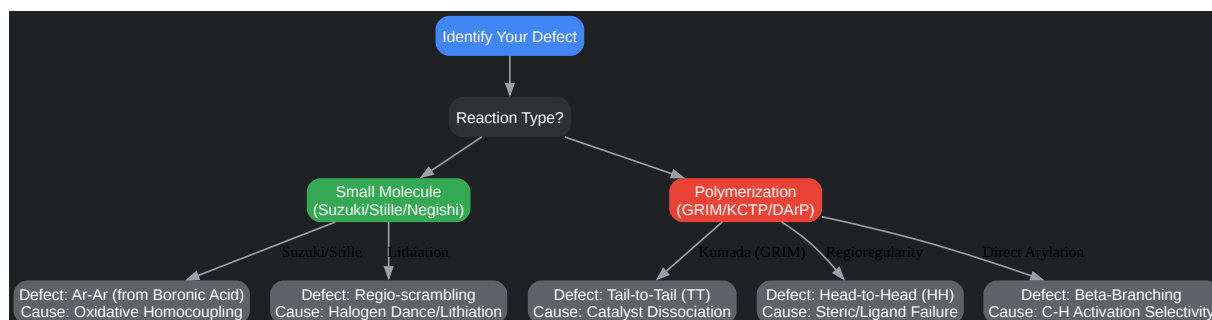 Identify Your Defect
Reaction Type?
Small Molecule
(Suzuki/Stille/Negishi)
Polymerization
(GRIM/KCTP/DArP)
Suzuki/Stille
Lithiation
Kumada (GRIM)
Regioregularity
Direct Arylation
Defect: Ar-Ar (from Boronic Acid)
Cause: Oxidative Homocoupling
Defect: Regio-scrambling
Cause: Halogen Dance/Lithiation
Defect: Tail-to-Tail (TT)
Cause: Catalyst Dissociation
Defect: Head-to-Head (HH)
Cause: Steric/Ligand Failure
Defect: Beta-Branching
Cause: C-H Activation Selectivity